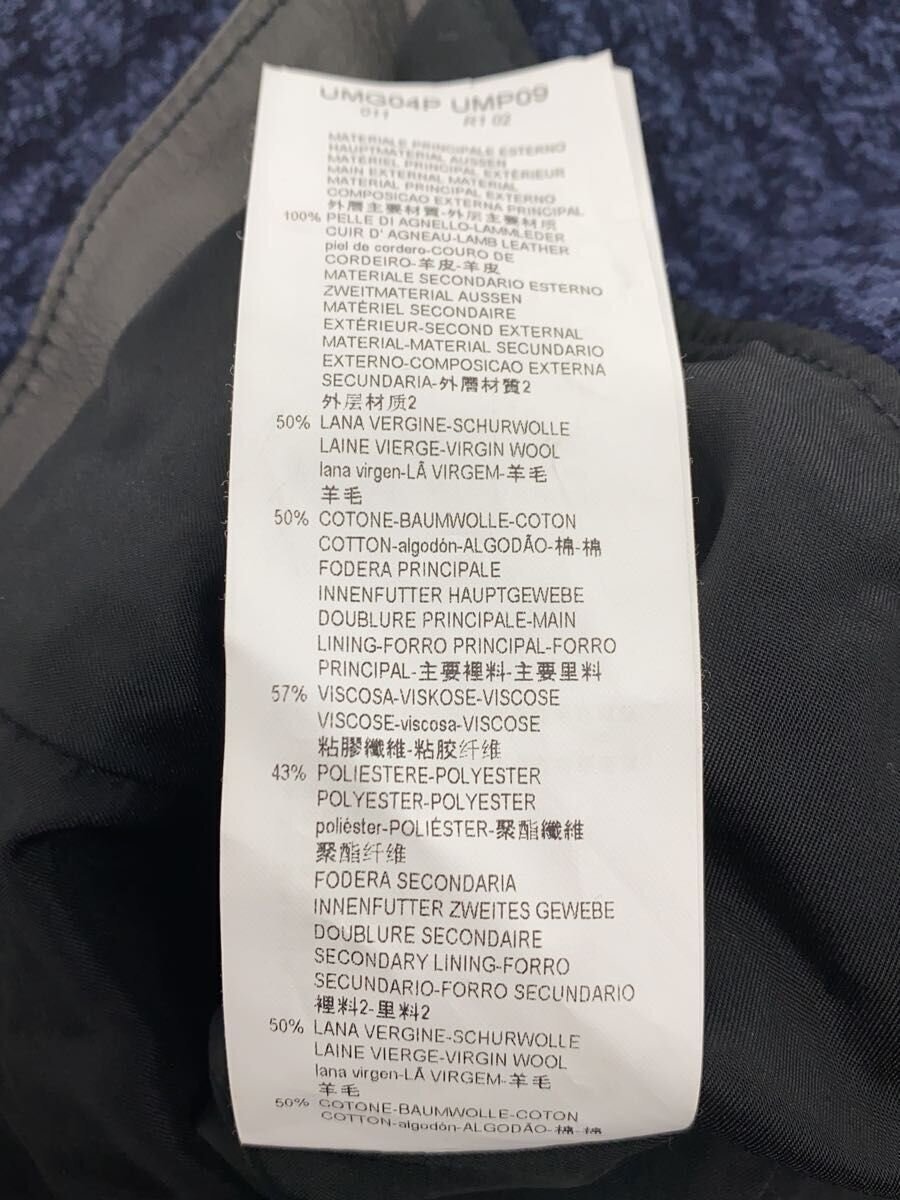 UMG04P UMP09
011 R1 02
MATERIALE PRINCIPALE ESTERNO
HAUPTMATERIAL AUSSEN
MATÉRIEL PRINCIPAL EXTÉRIEUR
MAIN EXTERNAL MATERIAL
MATERIAL PRINCIPAL EXTERNO
COMPOSICAO EXTERNA PRINCIPAL
外層主要材質-外层主要材质
100% PELLE DI AGNELLO-LAMMLEDER
CUIR D' AGNEAU-LAMB LEATHER
piel de cordero-COURO DE
CORDEIRO-羊皮-羊皮
MATERIALE SECONDARIO ESTERNO
ZWEITMATERIAL AUSSEN
MATÉRIEL SECONDAIRE
EXTÉRIEUR-SECOND EXTERNAL
MATERIAL-MATERIAL SECUNDARIO
EXTERNO-COMPOSICAO EXTERNA
SECUNDARIA-外層材質2
外层材质2
50% LANA VERGINE-SCHURWOLLE
LAINE VIERGE-VIRGIN WOOL
lana virgen-LÃ VIRGEM-羊毛
羊毛
50% COTONE-BAUMWOLLE-COTON
COTTON-algodón-ALGODÃO-棉-棉
FODERA PRINCIPALE
INNENFUTTER HAUPTGEWEBE
DOUBLURE PRINCIPALE-MAIN
LINING-FORRO PRINCIPAL-FORRO
PRINCIPAL-主要裡料-主要里料
57% VISCOSA-VISKOSE-VISCOSE
VISCOSE-viscosa-VISCOSE
粘膠纖維-粘胶纤维
43% POLIESTERE-POLYESTER
POLYESTER-POLYESTER
poliéster-POLIÉSTER-聚酯纖維
聚酯纤维
FODERA SECONDARIA
INNENFUTTER ZWEITES GEWEBE
DOUBLURE SECONDAIRE
SECONDARY LINING-FORRO
SECUNDARIO-FORRO SECUNDARIO
裡料2-里料2
50% LANA VERGINE-SCHURWOLLE
LAINE VIERGE-VIRGIN WOOL
lana virgen-LÃ VIRGEM-羊毛
羊毛
50% COTONE-BAUMWOLLE-COTON
COTTON-algodón-ALGODÃO-棉-棉